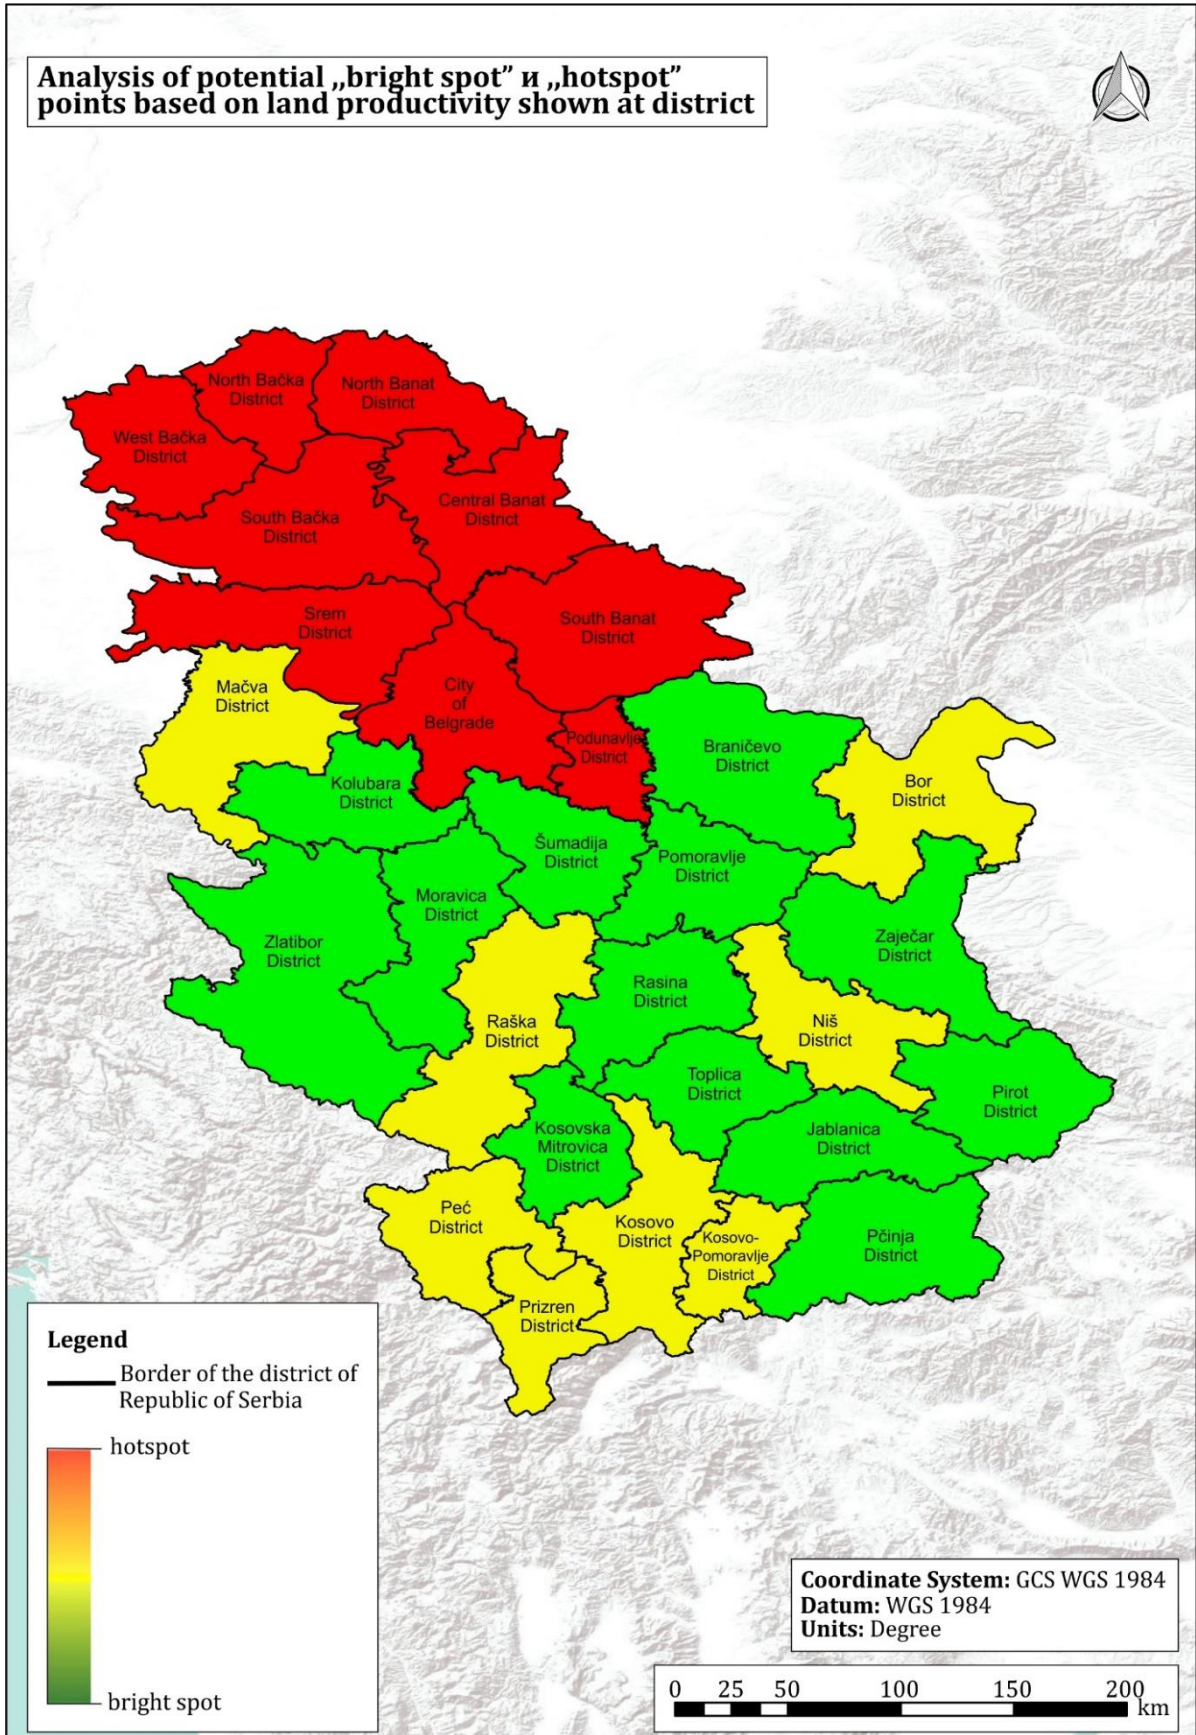 Analysis of potential „bright spot” и „hotspot”
points based on land productivity shown at district
North Bačka
District
North Banat
District
West Bačka
District
South Bačka
District
Central Banat
District
Srem
District
South Banat
District
Mačva
District
City
of
Belgrade
Podunavlje
District
Braničevo
District
Kolubara
District
Bor
District
Šumadija
District
Pomoravlje
District
Moravica
District
Zlatibor
District
Zaječar
District
Rasina
District
Raška
District
Niš
District
Toplica
District
Pirot
District
Kosovska
Mitrovica
District
Jablanica
District
Peć
District
Kosovo
District
Kosovo-
Pomoravlje
District
Pčinja
District
Prizren
District
Legend
Border of the district of
Republic of Serbia
hotspot
bright spot
Coordinate System: GCS WGS 1984
Datum: WGS 1984
Units: Degree
0 25 50 100 150 200
km